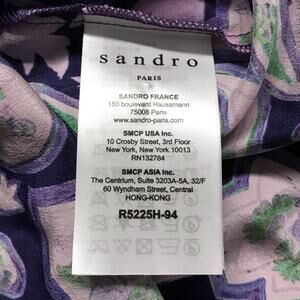 sandro
PARIS
SANDRO FRANCE
150 boulevard Haussmann
75008 Paris
www.sandro-paris.com
SMCP USA Inc.
10 Crosby Street, 3rd Floor
New York, New York 10013
RN132784
SMCP ASIA Inc.
The Centrium, Suite 3203A-5A, 32/F
60 Wyndham Street, Central
HONG-KONG
R5225H-94